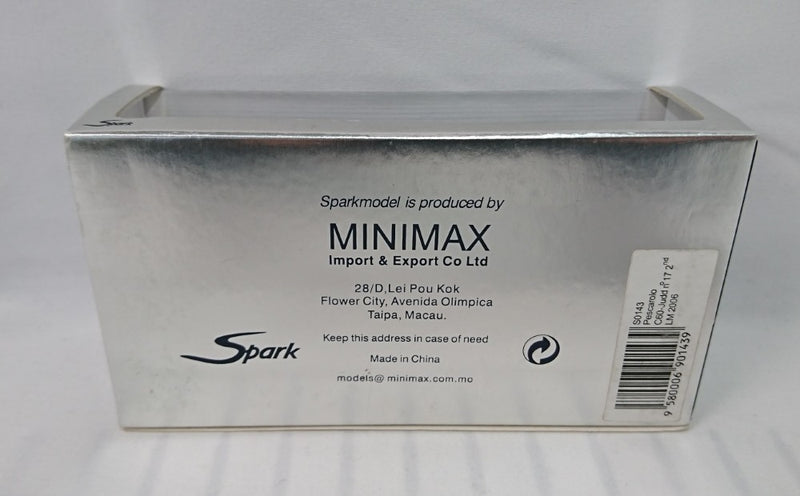 Spark
Sparkmodel is produced by
MINIMAX
Import & Export Co Ltd
28/D,Lei Pou Kok
Flower City, Avenida Olimpica
Taipa, Macau.
Spark
Keep this address in case of need
Made in China
models@minimax.com.mo
S0143
Pescarolo
C60-Judd n°17 2nd
LM 2006
9 580006 901439